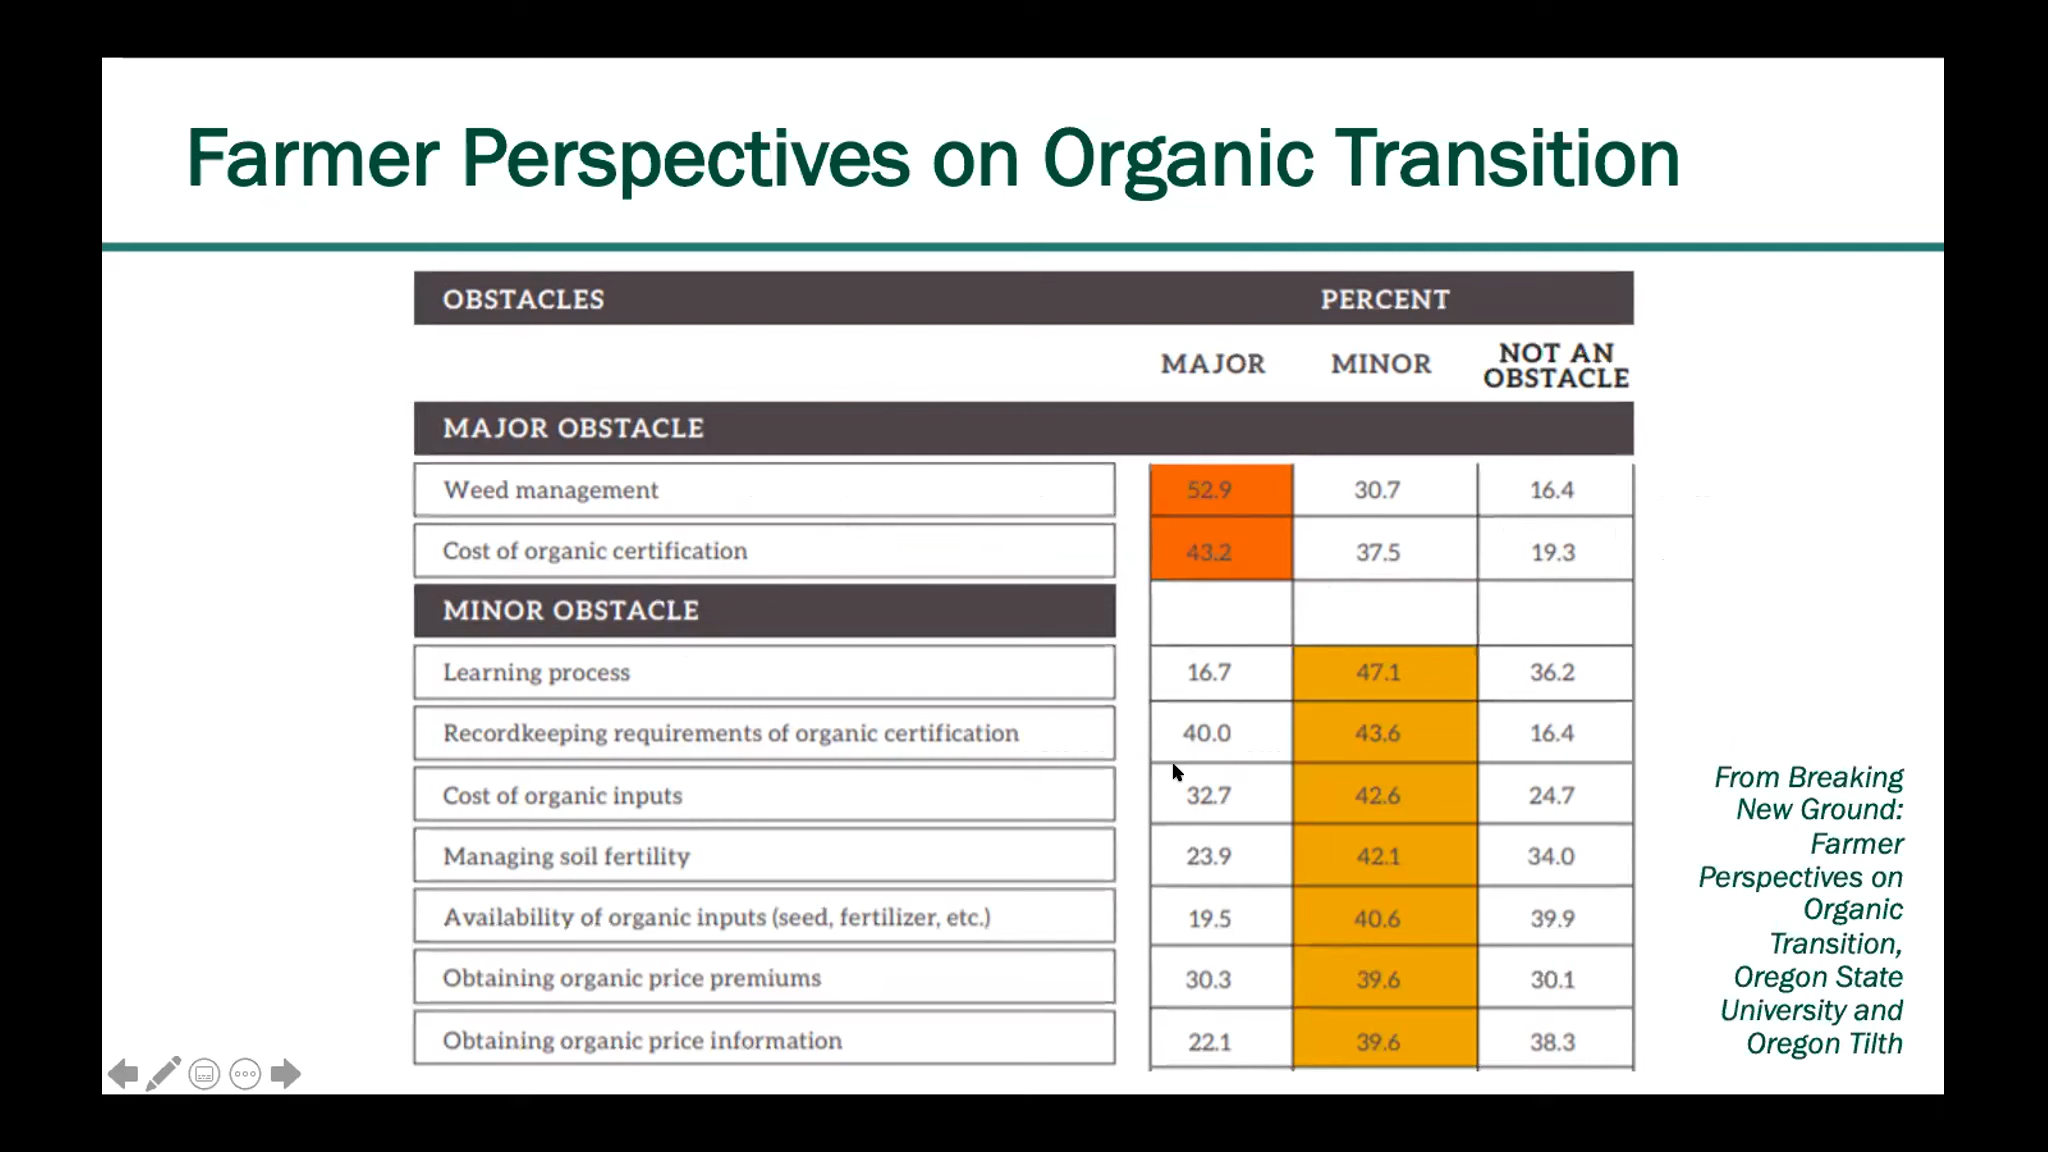 Farmer Perspectives on Organic Transition
OBSTACLES PERCENT
MAJOR MINOR NOT AN OBSTACLE
MAJOR OBSTACLE
Weed management 52.9 30.7 16.4
Cost of organic certification 43.2 37.5 19.3
MINOR OBSTACLE
Learning process 16.7 47.1 36.2
Recordkeeping requirements of organic certification 40.0 43.6 16.4
Cost of organic inputs 32.7 42.6 24.7
Managing soil fertility 23.9 42.1 34.0
Availability of organic inputs (seed, fertilizer, etc.) 19.5 40.6 39.9
Obtaining organic price premiums 30.3 39.6 30.1
Obtaining organic price information 22.1 39.6 38.3
From Breaking
New Ground:
Farmer
Perspectives on
Organic
Transition,
Oregon State
University and
Oregon Tilth